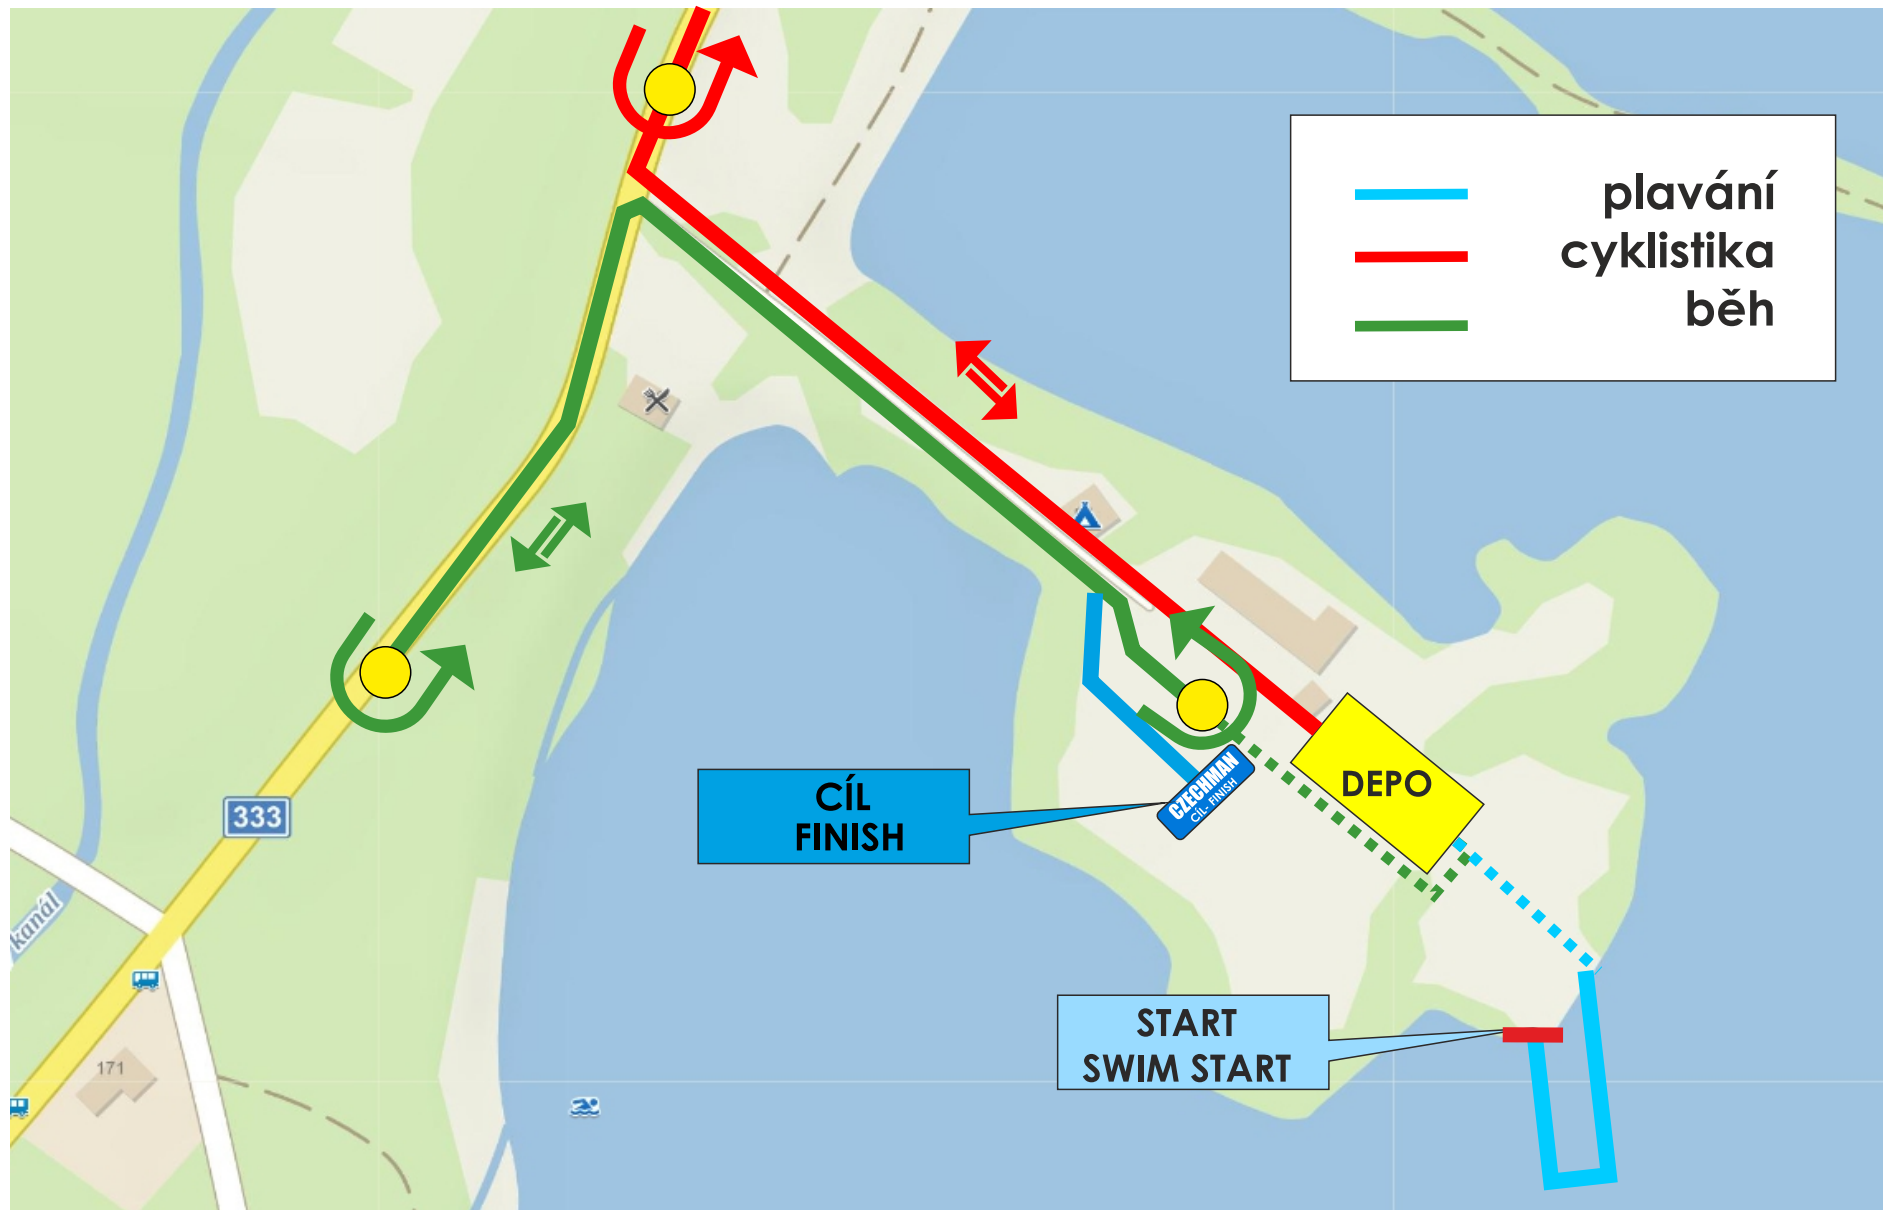 plavání
cyklistika
běh
DEPO
CZECHMAN
CÍL - FINISH
CÍL
FINISH
333
kanál
START
SWIM START
171